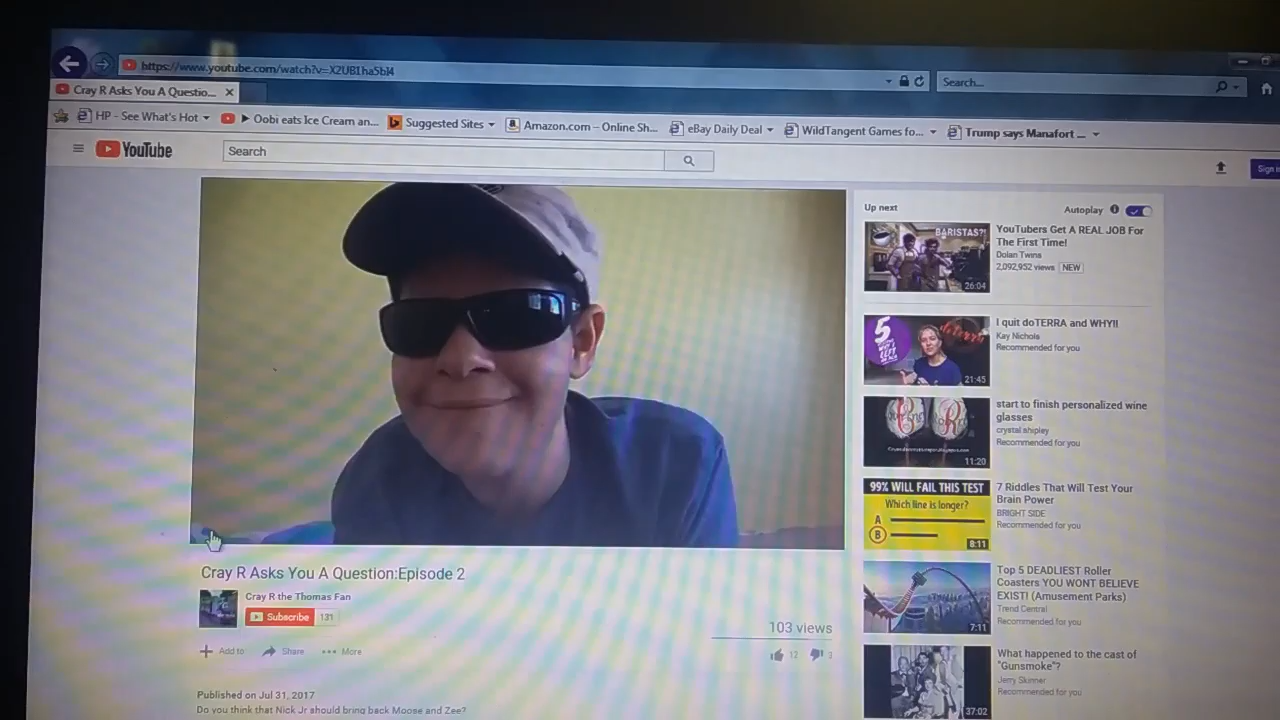 https://www.youtube.com/watch?v=X2UB1ha5bI4
Search...
Cray R Asks You A Questio...
HP - See What's Hot
Oobi eats Ice Cream an...
Suggested Sites
Amazon.com – Online Sh...
eBay Daily Deal
WildTangent Games fo...
Trump says Manafort ...
YouTube
Search
Sign in
Up next
Autoplay
BARISTAS?!
26:04
YouTubers Get A REAL JOB For
The First Time!
Dolan Twins
2,092,952 views NEW
5
21:45
I quit doTERRA and WHY!!
Kay Nichols
Recommended for you
11:20
start to finish personalized wine
glasses
crystal shipley
Recommended for you
99% WILL FAIL THIS TEST
Which line is longer?
A
B
8:11
7 Riddles That Will Test Your
Brain Power
BRIGHT SIDE
Recommended for you
7:11
Top 5 DEADLIEST Roller
Coasters YOU WONT BELIEVE
EXIST! (Amusement Parks)
Trend Central
Recommended for you
37:02
What happened to the cast of
"Gunsmoke"?
Jerry Skinner
Recommended for you
Cray R Asks You A Question:Episode 2
Cray R the Thomas Fan
Subscribe 131
103 views
Add to Share More
12 3
Published on Jul 31, 2017
Do you think that Nick Jr should bring back Moose and Zee?